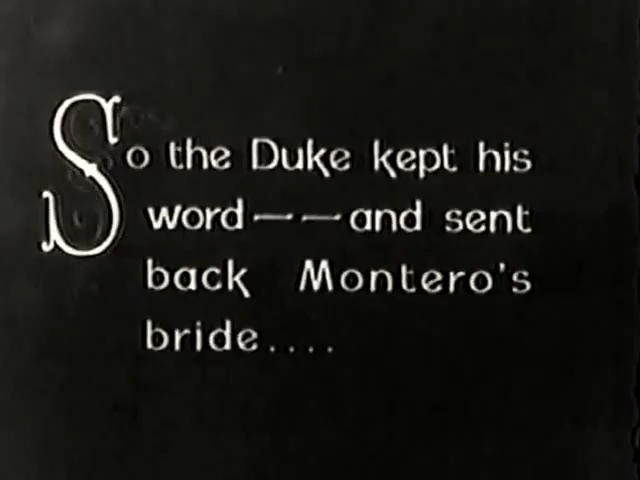 So the Duke kept his
word — — and sent
back Montero's
bride....